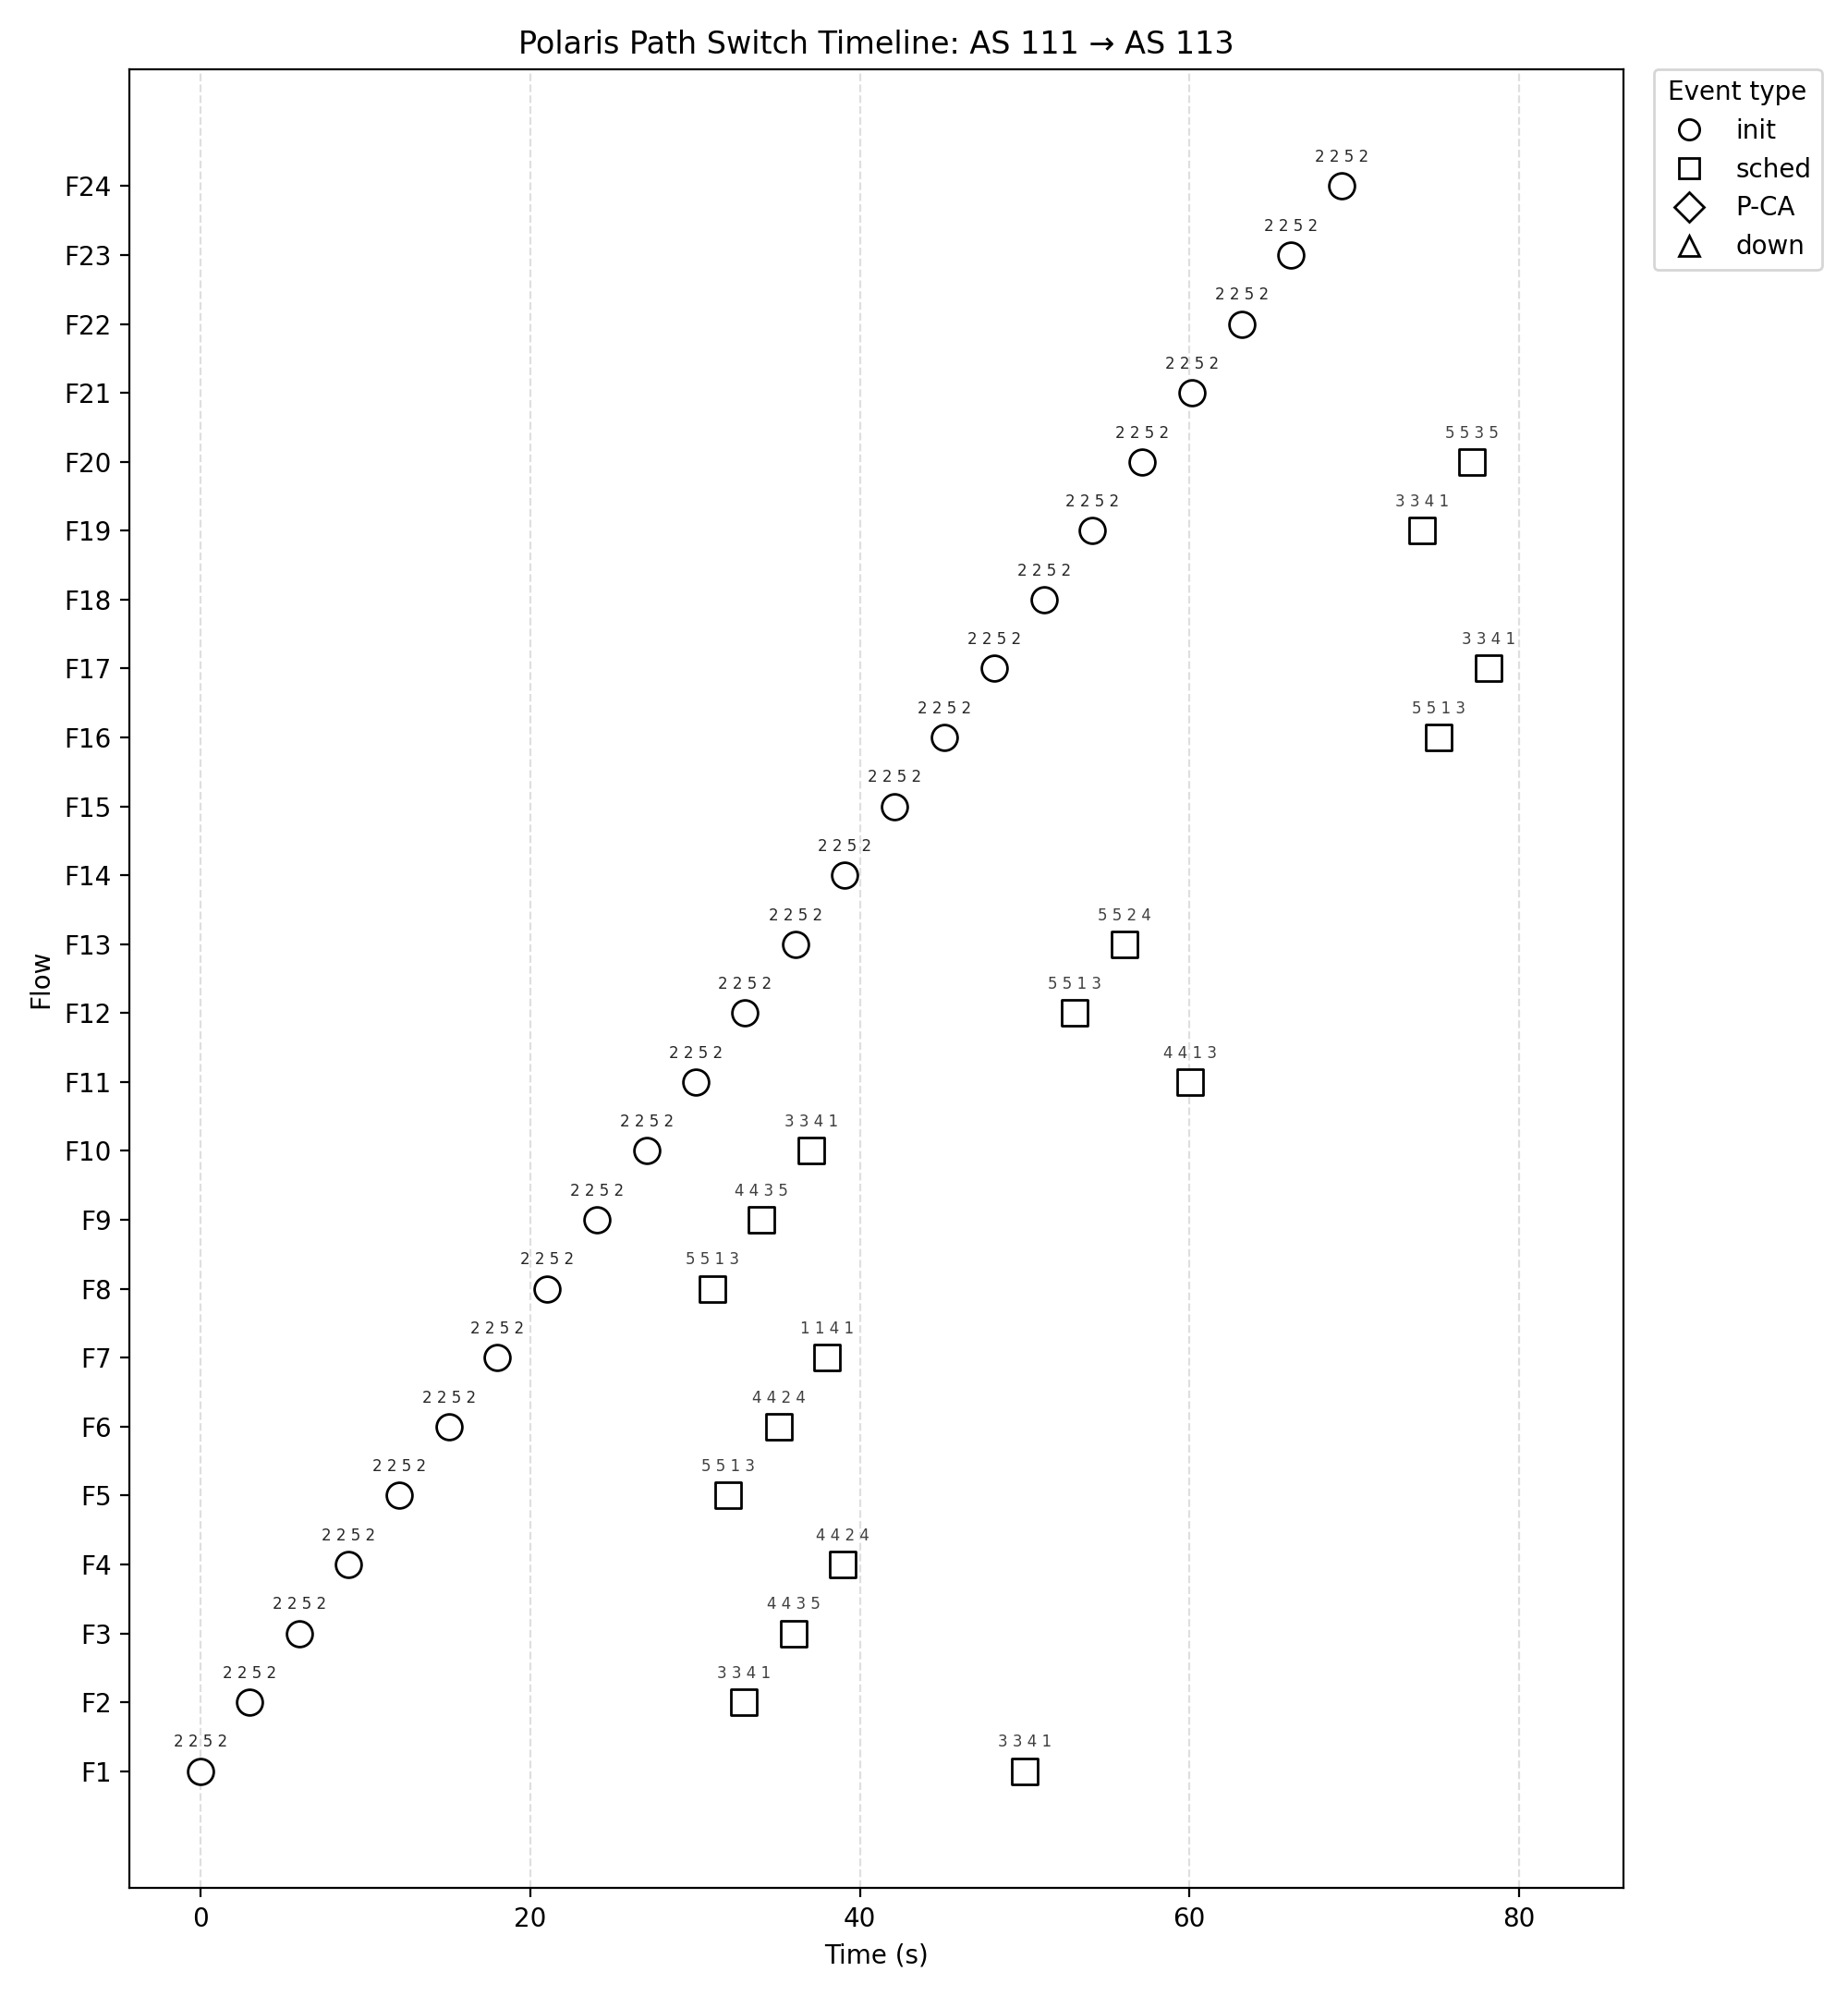 Polaris Path Switch Timeline: AS 111 → AS 113
Event type
init
sched
P-CA
down
Flow
F24
2 2 5 2
F23
2 2 5 2
F22
2 2 5 2
F21
2 2 5 2
F20
2 2 5 2
5 5 3 5
F19
2 2 5 2
3 3 4 1
F18
2 2 5 2
F17
2 2 5 2
3 3 4 1
F16
2 2 5 2
5 5 1 3
F15
2 2 5 2
F14
2 2 5 2
F13
2 2 5 2
5 5 2 4
F12
2 2 5 2
5 5 1 3
F11
2 2 5 2
4 4 1 3
F10
2 2 5 2
3 3 4 1
F9
2 2 5 2
4 4 3 5
F8
2 2 5 2
5 5 1 3
F7
2 2 5 2
1 1 4 1
F6
2 2 5 2
4 4 2 4
F5
2 2 5 2
5 5 1 3
F4
2 2 5 2
4 4 2 4
F3
2 2 5 2
4 4 3 5
F2
2 2 5 2
3 3 4 1
F1
2 2 5 2
3 3 4 1
0
20
40
60
80
Time (s)